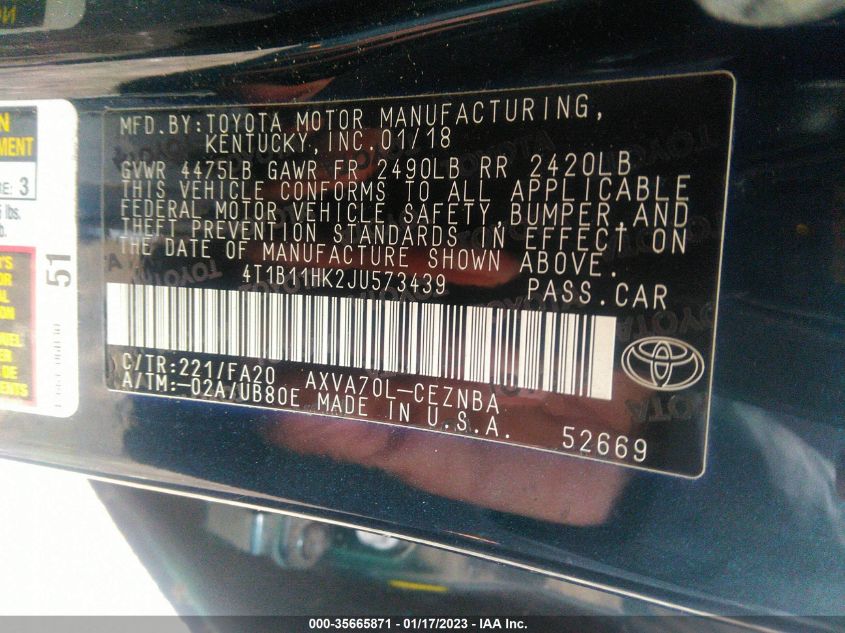 MFD.BY:TOYOTA MOTOR MANUFACTURING,
KENTUCKY,INC.01/18
GVWR 4475LB GAWR FR 2490LB RR 2420LB
THIS VEHICLE CONFORMS TO ALL APPLICABLE
FEDERAL MOTOR VEHICLE SAFETY,BUMPER,AND
THEFT PREVENTION STANDARDS IN EFFECT ON
THE DATE OF MANUFACTURE SHOWN ABOVE.
4T1B11HK2JU573439 PASS.CAR
C/TR:221/FA20 AXVA70L-CEZNBA
A/TM:-02A/UB80E MADE IN U.S.A.
52669
3
lbs.
lb.
51
000-35665871 / 01/17/2023 - IAA Inc.